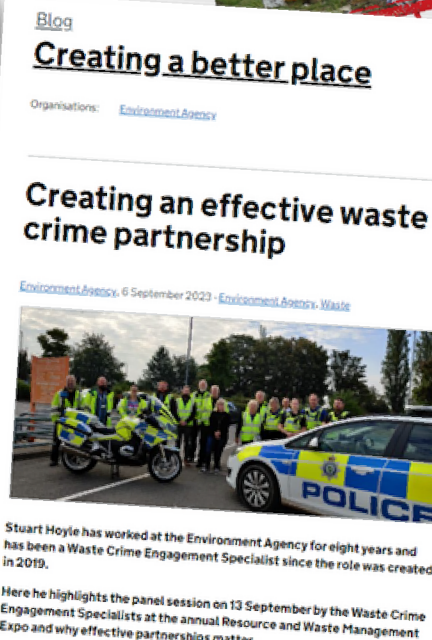 Blog
Creating a better place
Organisations: Environment Agency
Creating an effective waste
crime partnership
Environment Agency, 6 September 2023 - Environment Agency, Waste
POLICE
Stuart Hoyle has worked at the Environment Agency for eight years and
has been a Waste Crime Engagement Specialist since the role was created
in 2019.
Here he highlights the panel session on 13 September by the Waste Crime
Engagement Specialists at the annual Resource and Waste Management
Expo and why effective partnerships matter